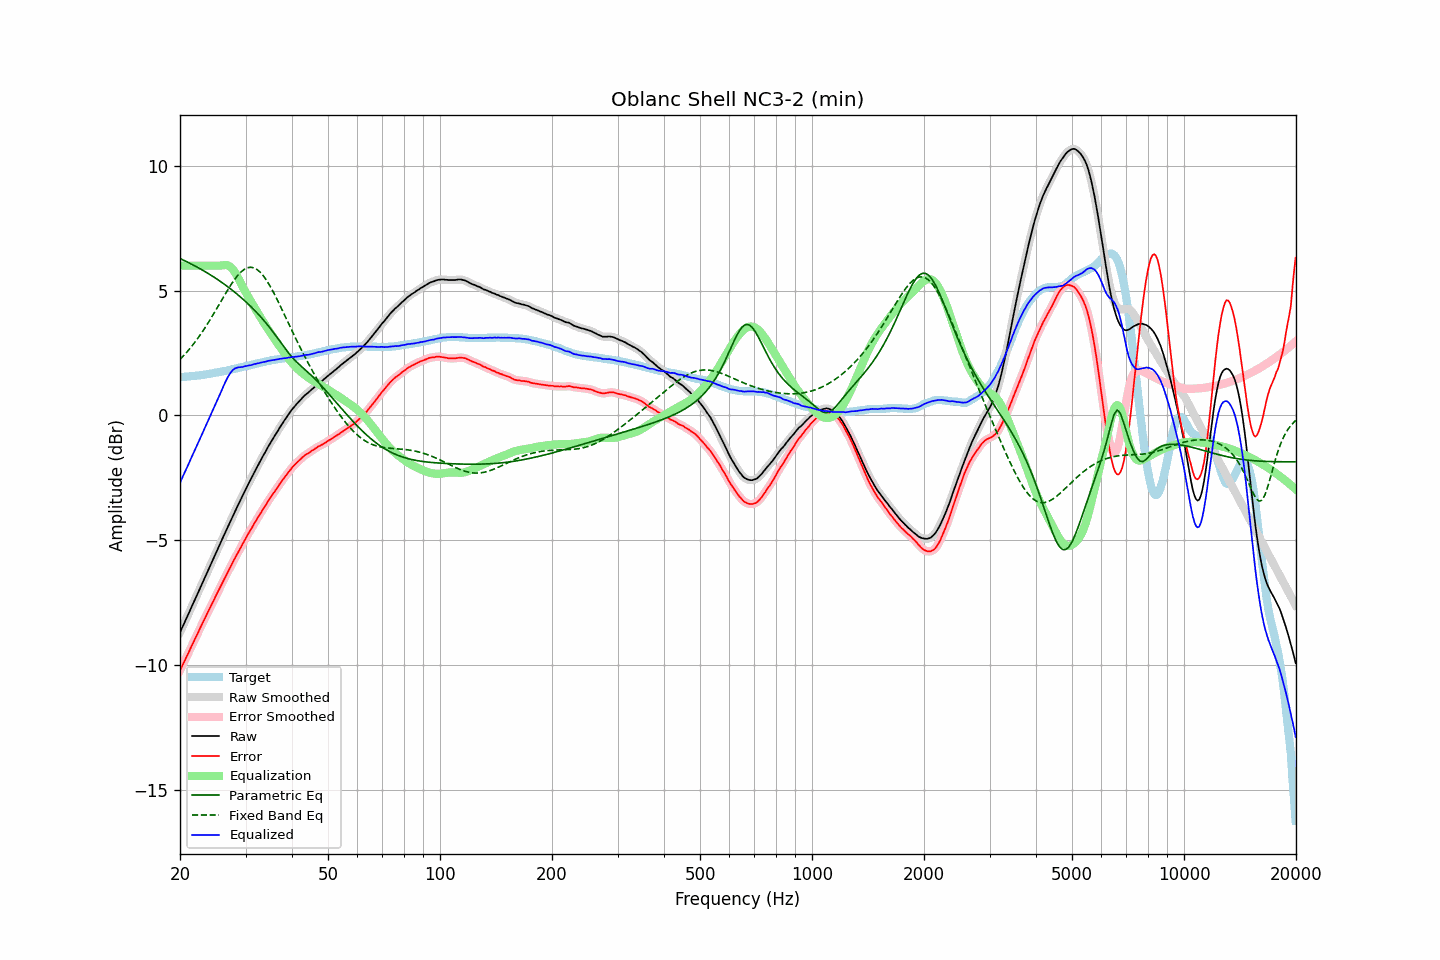 Oblanc Shell NC3-2 (min)
Amplitude (dBr)
10
5
0
−5
−10
−15
Target
Raw Smoothed
Error Smoothed
Raw
Error
Equalization
Parametric Eq
Fixed Band Eq
Equalized
20 50 100 200 500 1000 2000 5000 10000 20000
Frequency (Hz)